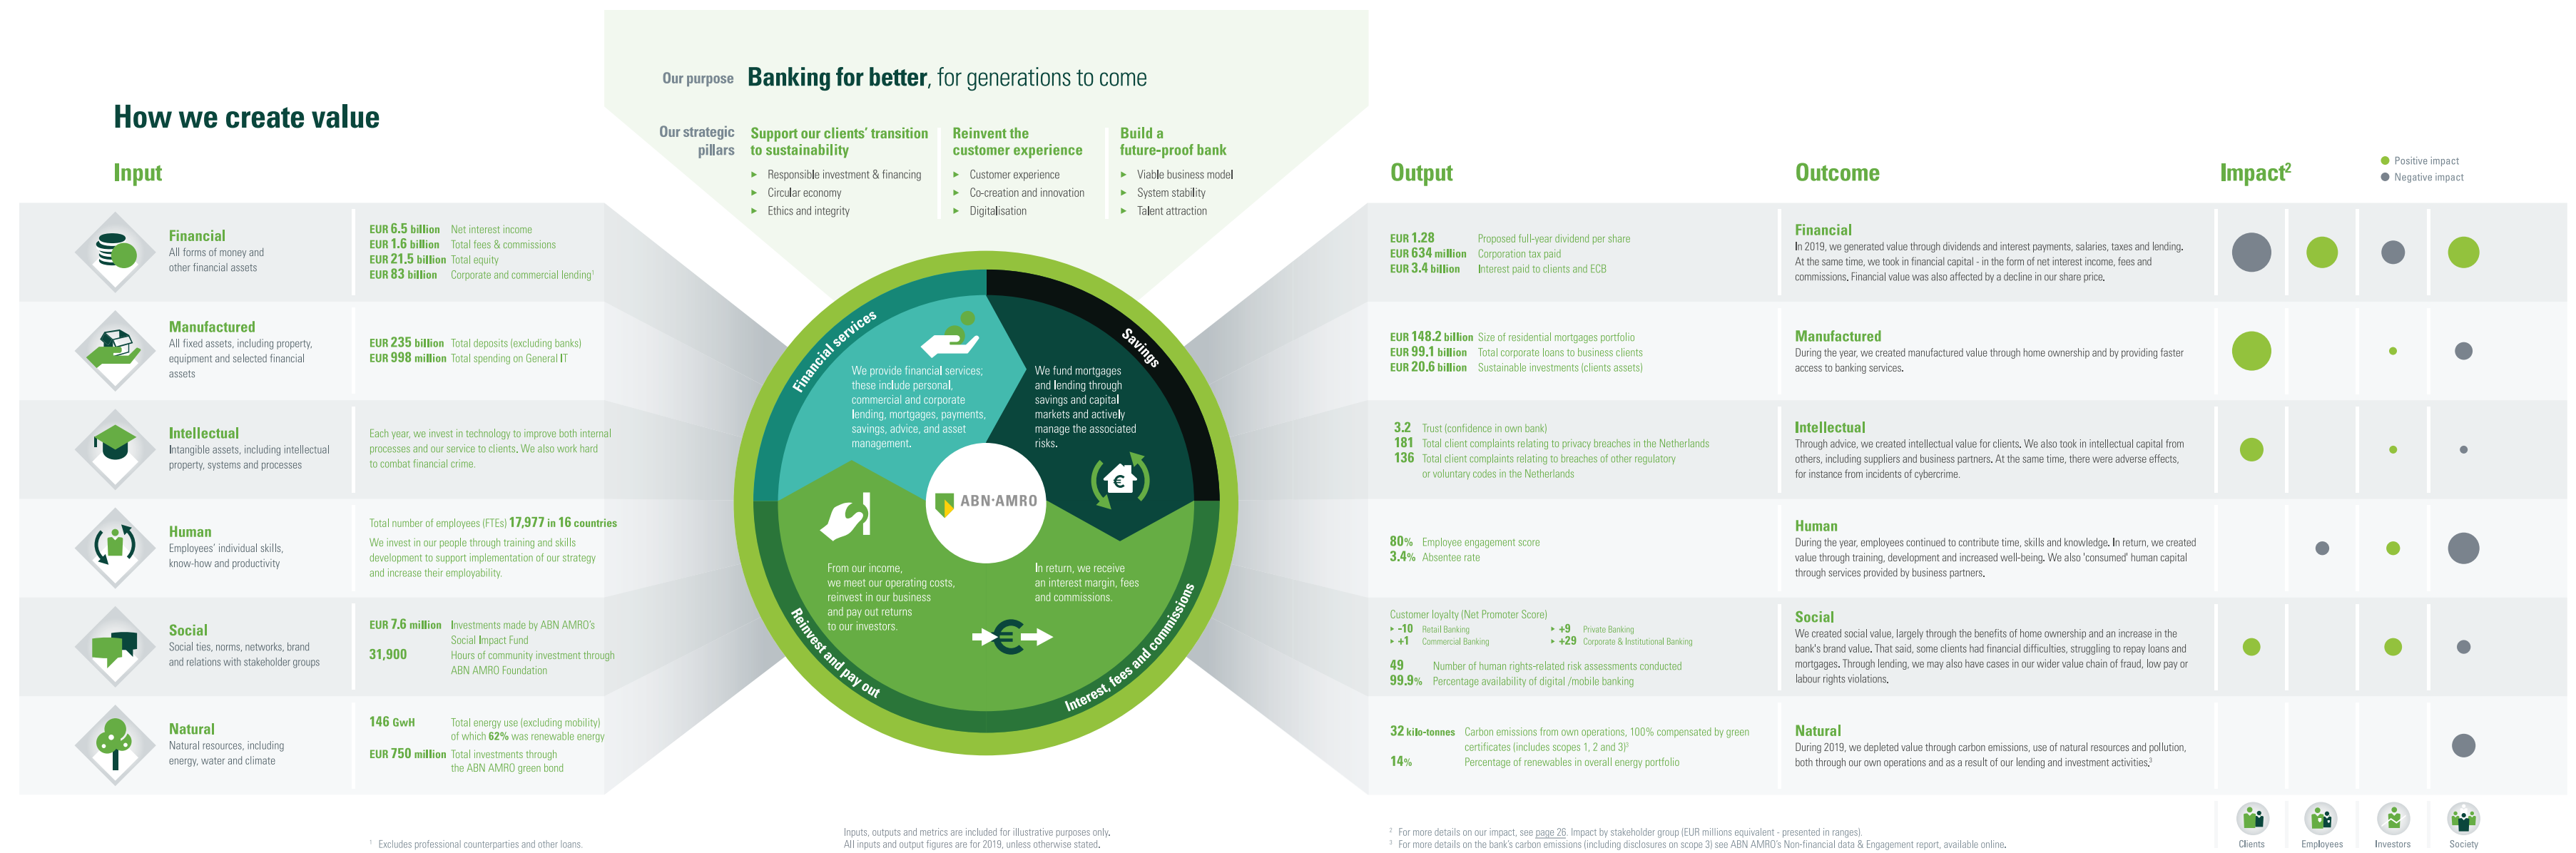 How we create value
Our purpose Banking for better, for generations to come
Our strategic pillars
Support our clients' transition
to sustainability
Responsible investment & financing
Circular economy
Ethics and integrity
Reinvent the
customer experience
Customer experience
Co-creation and innovation
Digitalisation
Build a
future-proof bank
Viable business model
System stability
Talent attraction
Input
Financial
All forms of money and
other financial assets
EUR 6.5 billion Net interest income
EUR 1.6 billion Total fees & commissions
EUR 21.5 billion Total equity
EUR 83 billion Corporate and commercial lending¹
Manufactured
All fixed assets, including property,
equipment and selected financial
assets
EUR 235 billion Total deposits (excluding banks)
EUR 998 million Total spending on General IT
Intellectual
Intangible assets, including intellectual
property, systems and processes
Each year, we invest in technology to improve both internal
processes and our service to clients. We also work hard
to combat financial crime.
Human
Employees' individual skills,
know-how and productivity
Total number of employees (FTEs) 17,977 in 16 countries
We invest in our people through training and skills
development to support implementation of our strategy
and increase their employability.
Social
Social ties, norms, networks, brand
and relations with stakeholder groups
EUR 7.6 million Investments made by ABN AMRO's
Social Impact Fund
31,900 Hours of community investment through
ABN AMRO Foundation
Natural
Natural resources, including
energy, water and climate
146 GwH Total energy use (excluding mobility)
of which 62% was renewable energy
EUR 750 million Total investments through
the ABN AMRO green bond
¹ Excludes professional counterparties and other loans.
Financial services
We provide financial services;
these include personal,
commercial and corporate
lending, mortgages, payments,
savings, advice, and asset
management.
Savings
We fund mortgages
and lending through
savings and capital
markets and actively
manage the associated
risks.
€
ABN·AMRO
Reinvest and pay out
From our income,
we meet our operating costs,
reinvest in our business
and pay out returns
to our investors.
Interest, fees and commissions
In return, we receive
an interest margin, fees
and commissions.
€
Inputs, outputs and metrics are included for illustrative purposes only.
All inputs and output figures are for 2019, unless otherwise stated.
Output
Outcome
Impact²
Positive impact
Negative impact
EUR 1.28 Proposed full-year dividend per share
EUR 634 million Corporation tax paid
EUR 3.4 billion Interest paid to clients and ECB
Financial
In 2019, we generated value through dividends and interest payments, salaries, taxes and lending.
At the same time, we took in financial capital - in the form of net interest income, fees and
commissions. Financial value was also affected by a decline in our share price.
EUR 148.2 billion Size of residential mortgages portfolio
EUR 99.1 billion Total corporate loans to business clients
EUR 20.6 billion Sustainable investments (clients assets)
Manufactured
During the year, we created manufactured value through home ownership and by providing faster
access to banking services.
3.2 Trust (confidence in own bank)
181 Total client complaints relating to privacy breaches in the Netherlands
136 Total client complaints relating to breaches of other regulatory
or voluntary codes in the Netherlands
Intellectual
Through advice, we created intellectual value for clients. We also took in intellectual capital from
others, including suppliers and business partners. At the same time, there were adverse effects,
for instance from incidents of cybercrime.
80% Employee engagement score
3.4% Absentee rate
Human
During the year, employees continued to contribute time, skills and knowledge. In return, we created
value through training, development and increased well-being. We also 'consumed' human capital
through services provided by business partners.
Customer loyalty (Net Promoter Score)
-10 Retail Banking +9 Private Banking
+1 Commercial Banking +29 Corporate & Institutional Banking
49 Number of human rights-related risk assessments conducted
99.9% Percentage availability of digital /mobile banking
Social
We created social value, largely through the benefits of home ownership and an increase in the
bank's brand value. That said, some clients had financial difficulties, struggling to repay loans and
mortgages. Through lending, we may also have cases in our wider value chain of fraud, low pay or
labour rights violations.
32 kilo-tonnes Carbon emissions from own operations, 100% compensated by green
certificates (includes scopes 1, 2 and 3)³
14% Percentage of renewables in overall energy portfolio
Natural
During 2019, we depleted value through carbon emissions, use of natural resources and pollution,
both through our own operations and as a result of our lending and investment activities.³
Clients Employees Investors Society
² For more details on our impact, see page 26. Impact by stakeholder group (EUR millions equivalent - presented in ranges).
³ For more details on the bank's carbon emissions (including disclosures on scope 3) see ABN AMRO's Non-financial data & Engagement report, available online.